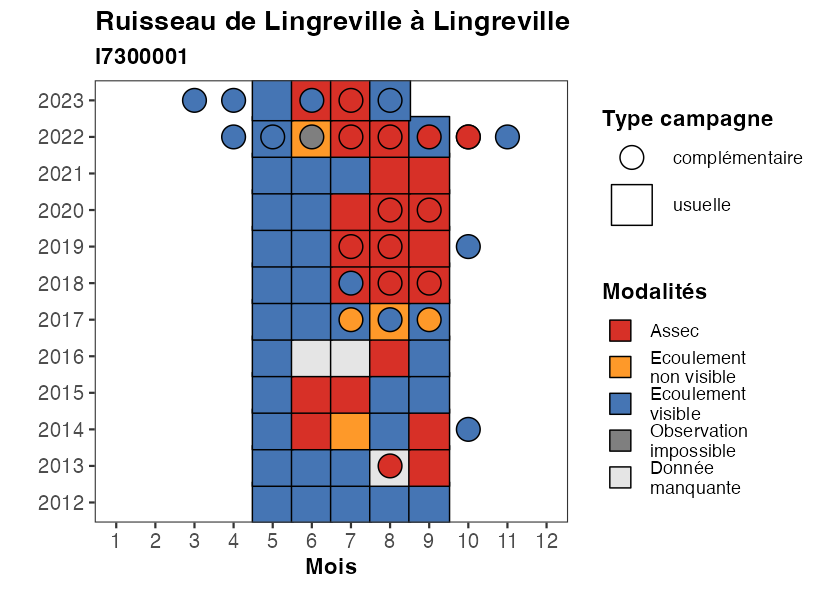 Ruisseau de Lingreville à Lingreville
I7300001
2023
2022
2021
2020
2019
2018
2017
2016
2015
2014
2013
2012
1 2 3 4 5 6 7 8 9 10 11 12
Mois
Type campagne
complémentaire
usuelle
Modalités
Assec
Ecoulement
non visible
Ecoulement
visible
Observation
impossible
Donnée
manquante